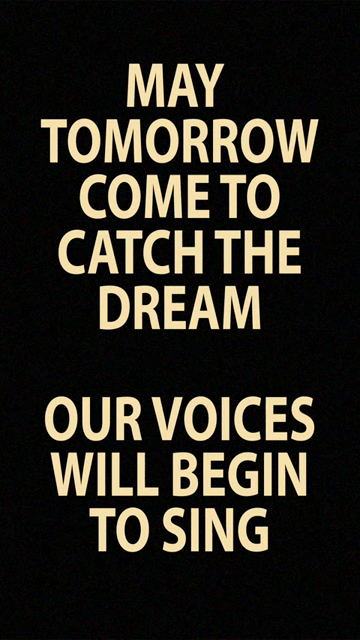 MAY
TOMORROW
COME TO
CATCH THE
DREAM
OUR VOICES
WILL BEGIN
TO SING